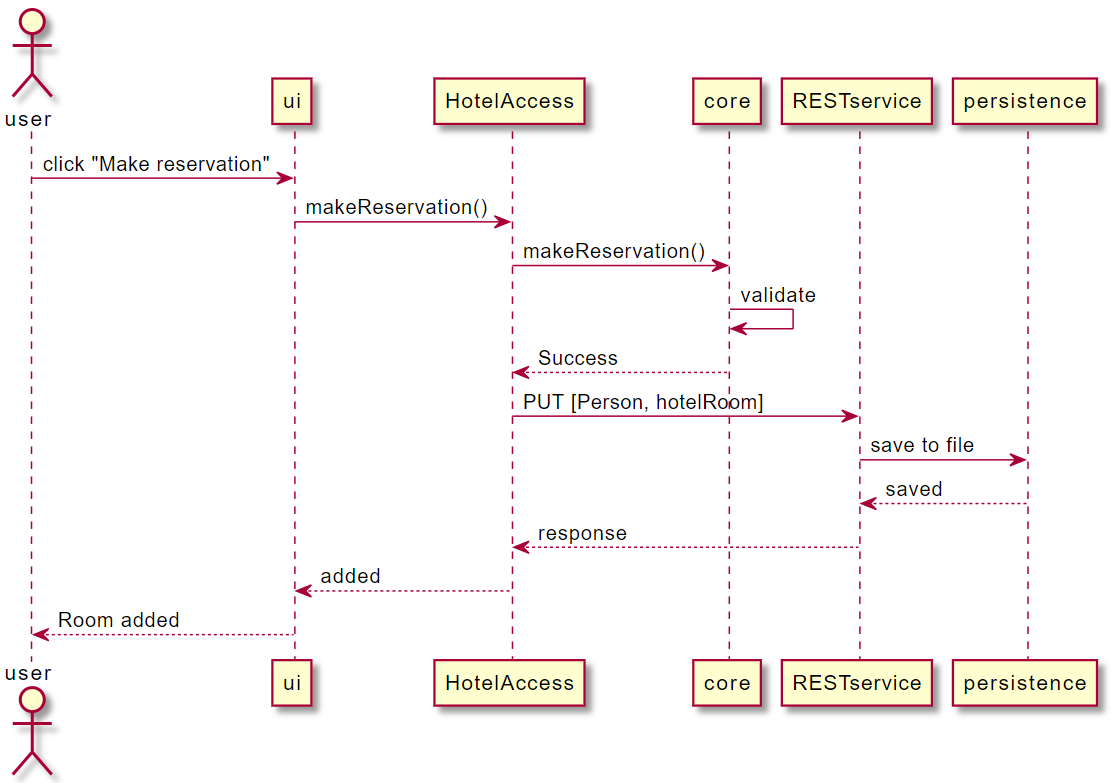 user
ui
HotelAccess
core
RESTservice
persistence
click "Make reservation"
makeReservation()
makeReservation()
validate
Success
PUT [Person, hotelRoom]
save to file
saved
response
added
Room added
user
ui
HotelAccess
core
RESTservice
persistence